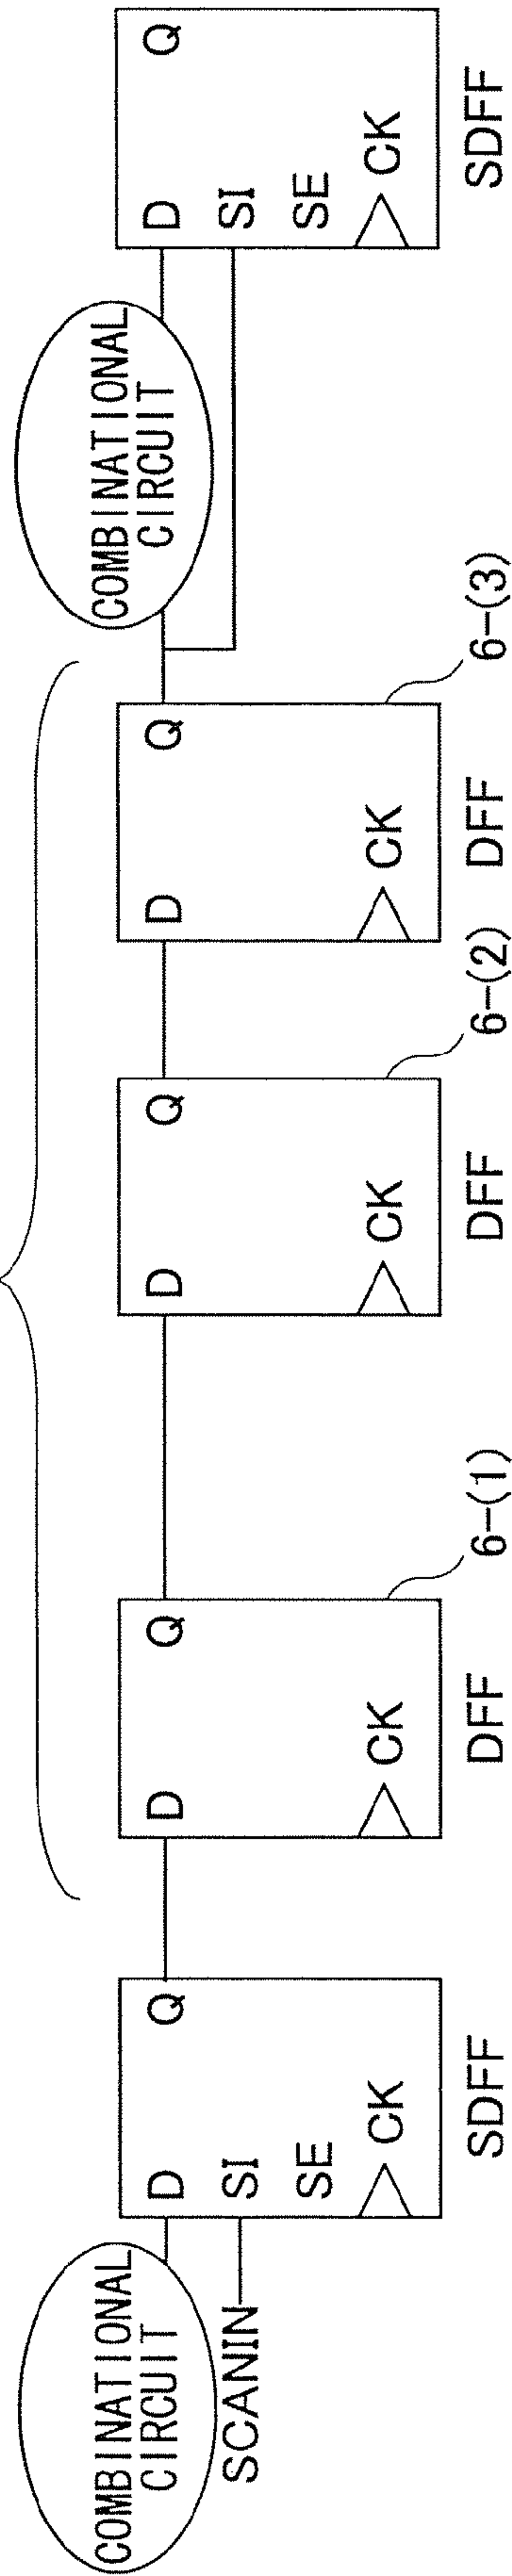 COMBINATIONAL
CIRCUIT
SCANIN
D
Q
SI
SE
CK
SDFF
D
Q
CK
DFF
6-(1)
D
Q
CK
DFF
6-(2)
D
Q
CK
DFF
6-(3)
COMBINATIONAL
CIRCUIT
D
Q
SI
SE
CK
SDFF